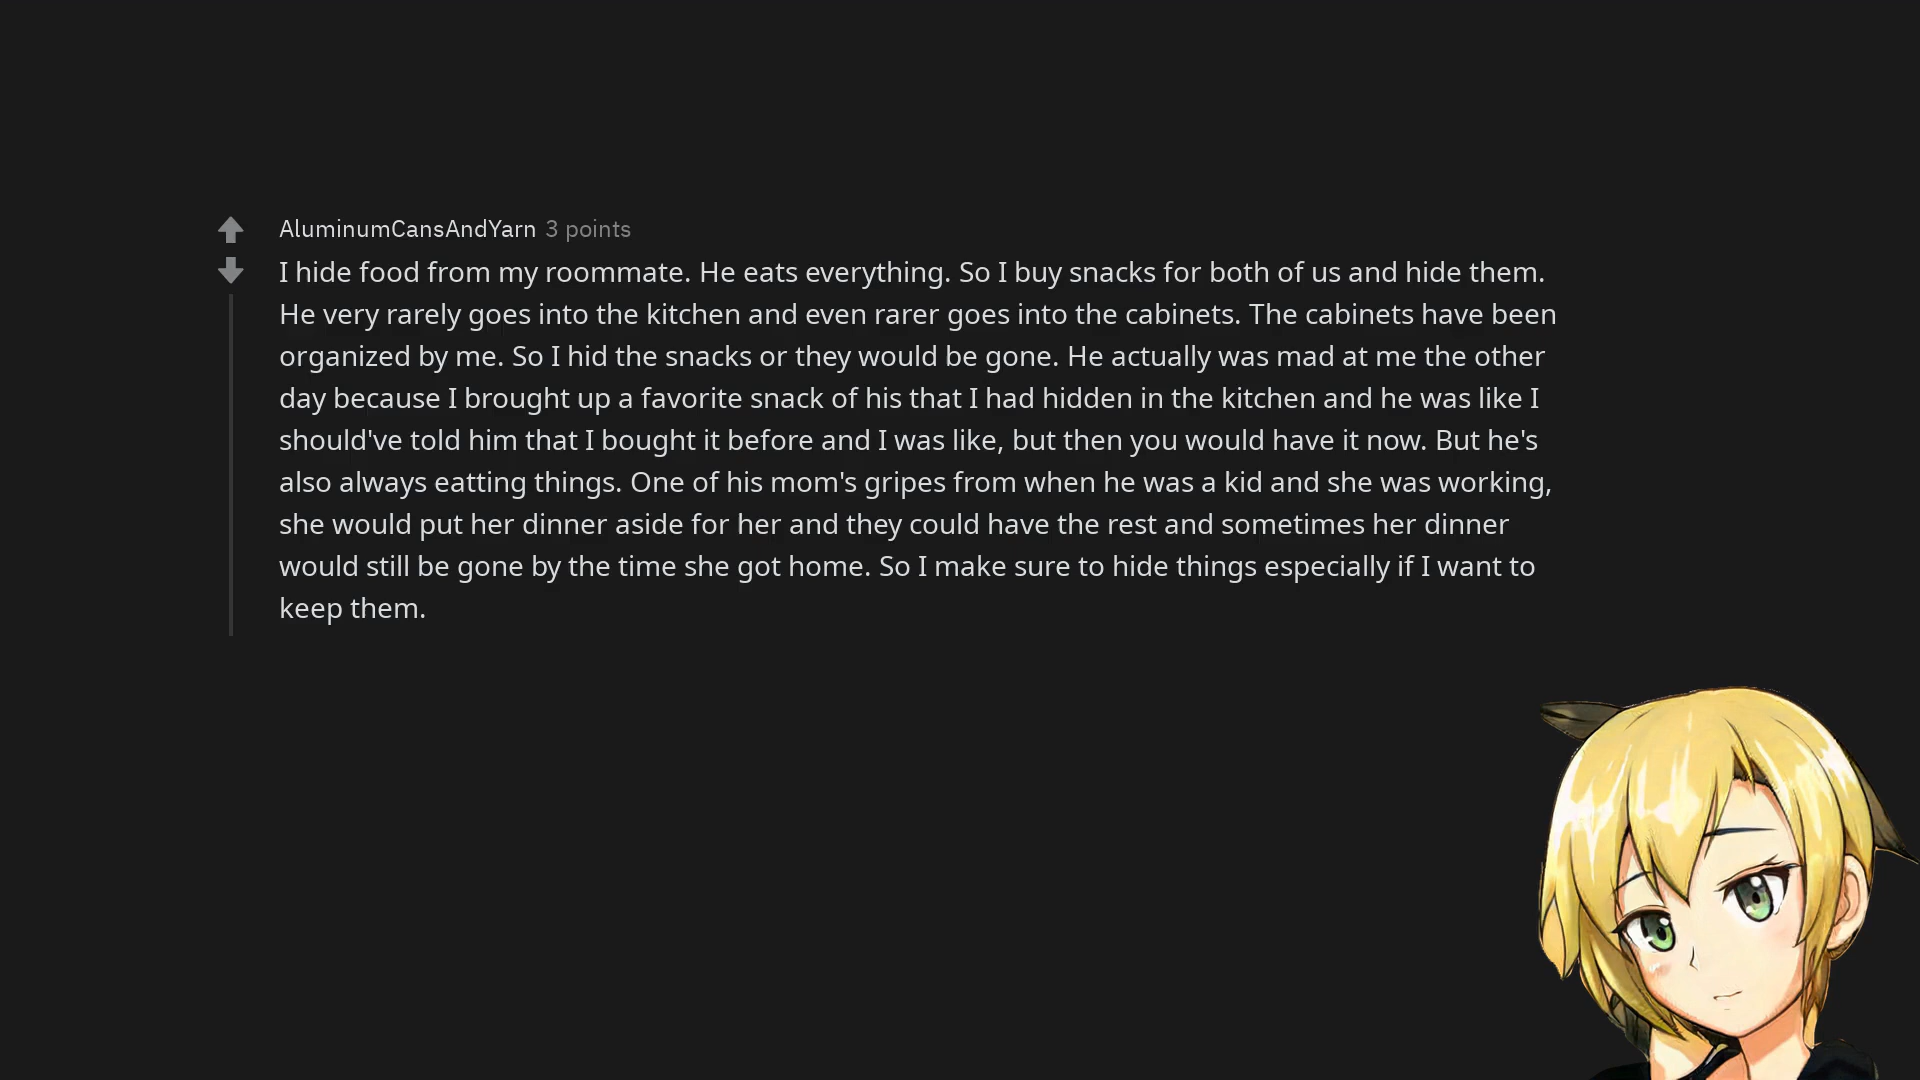 AluminumCansAndYarn 3 points
I hide food from my roommate. He eats everything. So I buy snacks for both of us and hide them.
He very rarely goes into the kitchen and even rarer goes into the cabinets. The cabinets have been
organized by me. So I hid the snacks or they would be gone. He actually was mad at me the other
day because I brought up a favorite snack of his that I had hidden in the kitchen and he was like I
should've told him that I bought it before and I was like, but then you would have it now. But he's
also always eatting things. One of his mom's gripes from when he was a kid and she was working,
she would put her dinner aside for her and they could have the rest and sometimes her dinner
would still be gone by the time she got home. So I make sure to hide things especially if I want to
keep them.